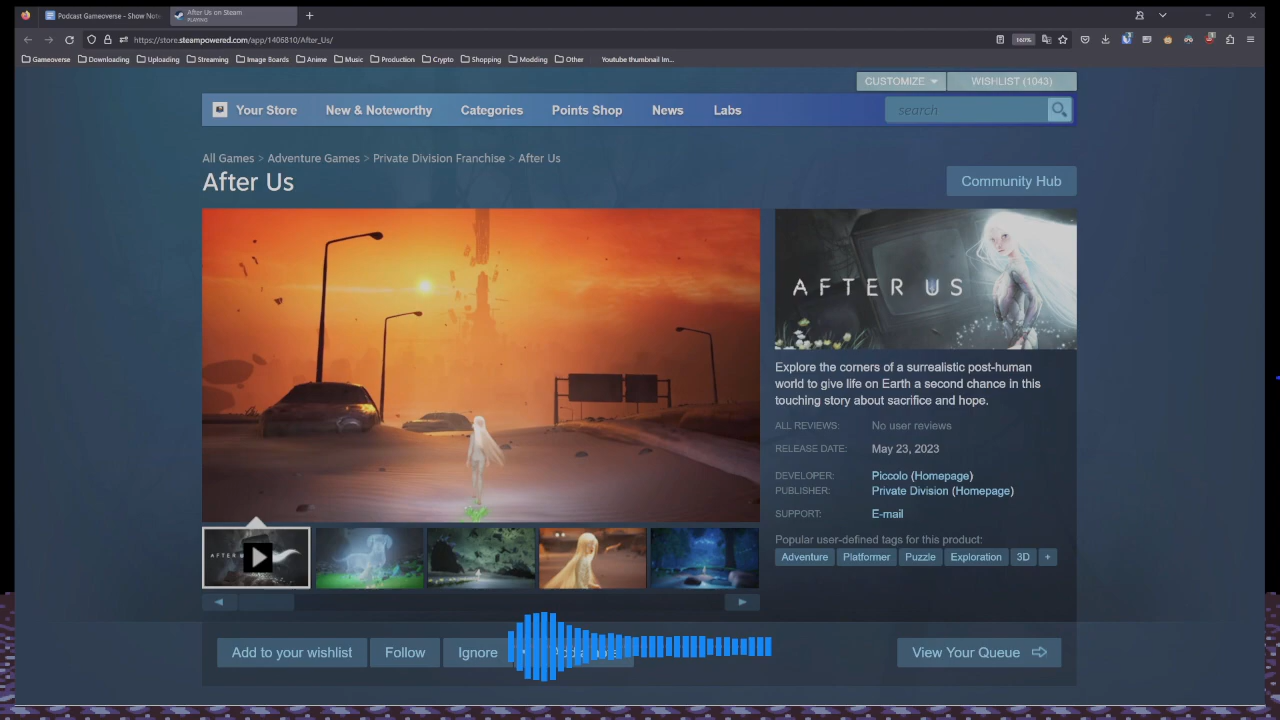 Podcast Gameoverse - Show Note
After Us on Steam
PLAYING
https://store.steampowered.com/app/1406810/After_Us/
160%
Gameoverse
Downloading
Uploading
Streaming
Image Boards
Anime
Music
Production
Crypto
Shopping
Modding
Other
Youtube thumbnail im...
CUSTOMIZE
WISHLIST (1043)
Your Store
New & Noteworthy
Categories
Points Shop
News
Labs
search
All Games > Adventure Games > Private Division Franchise > After Us
After Us
Community Hub
AFTER US
Explore the corners of a surrealistic post-human
world to give life on Earth a second chance in this
touching story about sacrifice and hope.
ALL REVIEWS: No user reviews
RELEASE DATE: May 23, 2023
DEVELOPER: Piccolo (Homepage)
PUBLISHER: Private Division (Homepage)
SUPPORT: E-mail
Popular user-defined tags for this product:
Adventure
Platformer
Puzzle
Exploration
3D
+
Add to your wishlist
Follow
Ignore
View Your Queue